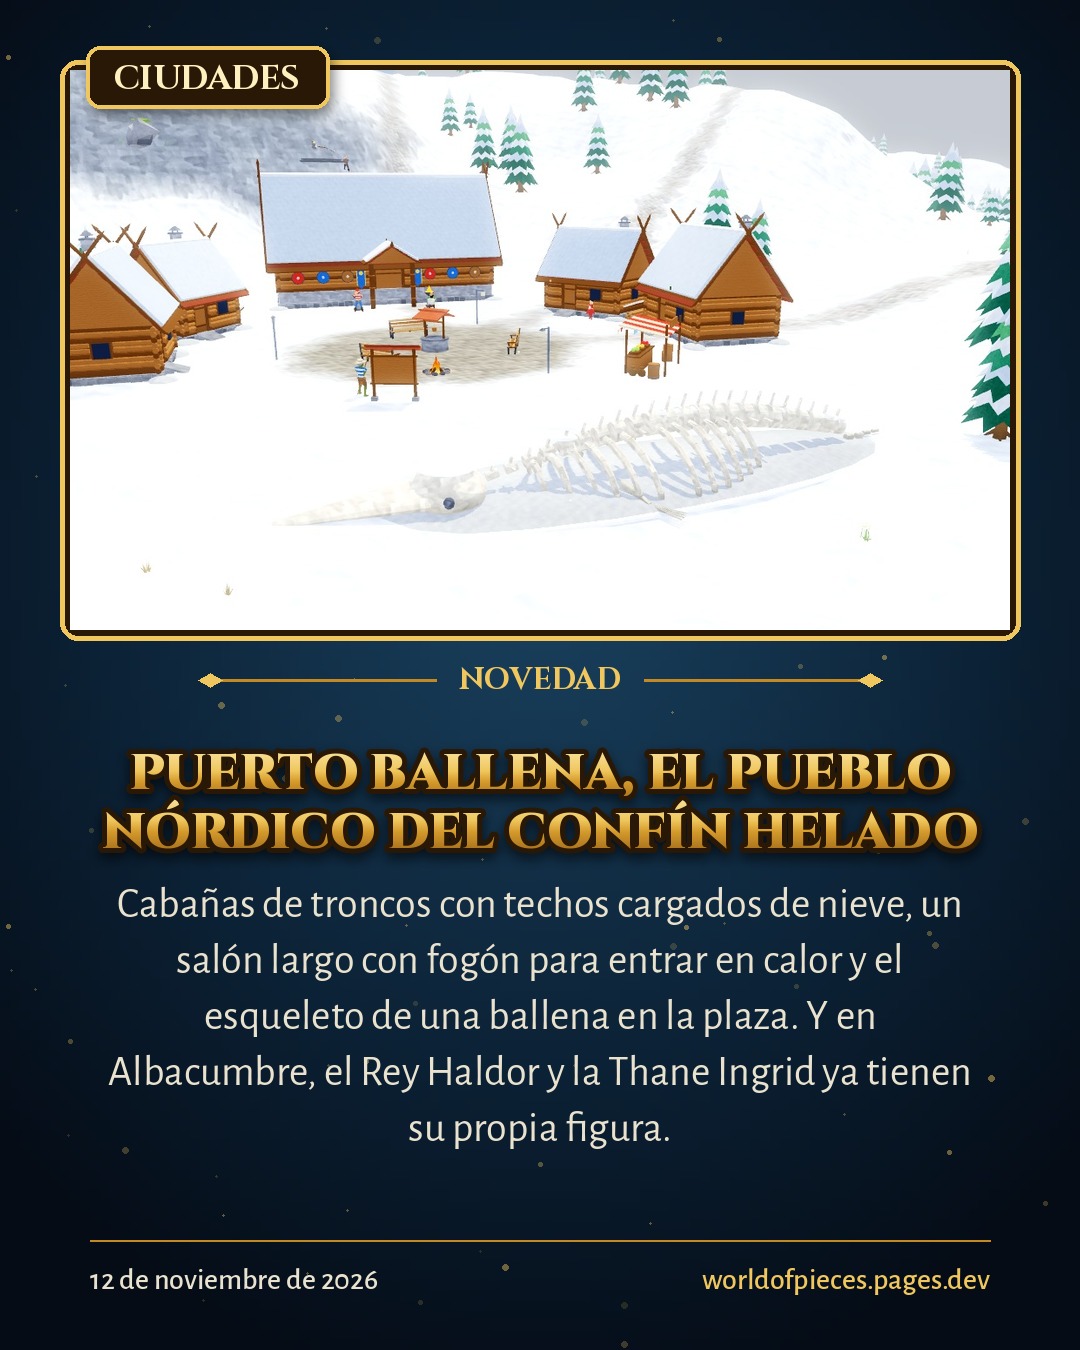 CIUDADES
NOVEDAD
PUERTO BALLENA, EL PUEBLO
NÓRDICO DEL CONFÍN HELADO
Cabañas de troncos con techos cargados de nieve, un
salón largo con fogón para entrar en calor y el
esqueleto de una ballena en la plaza. Y en
Albacumbre, el Rey Haldor y la Thane Ingrid ya tienen
su propia figura.
12 de noviembre de 2026
worldofpieces.pages.dev